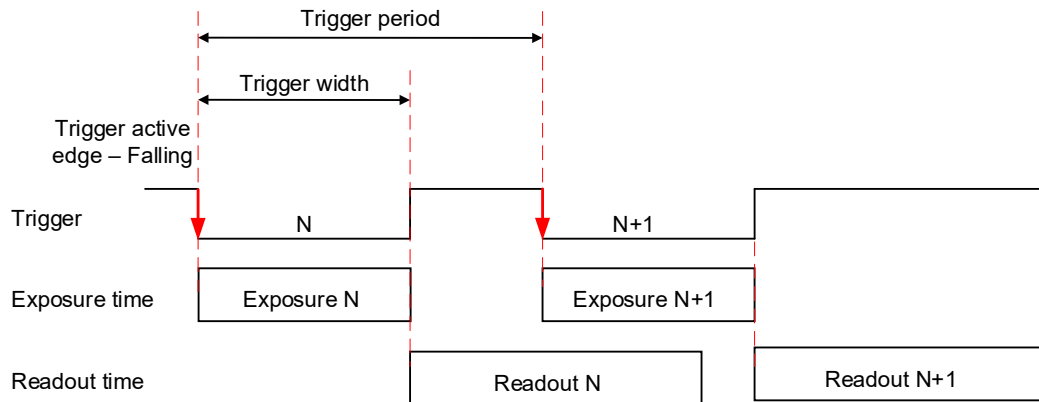 Trigger period
Trigger width
Trigger active
edge – Falling
Trigger
N
N+1
Exposure time
Exposure N
Exposure N+1
Readout time
Readout N
Readout N+1